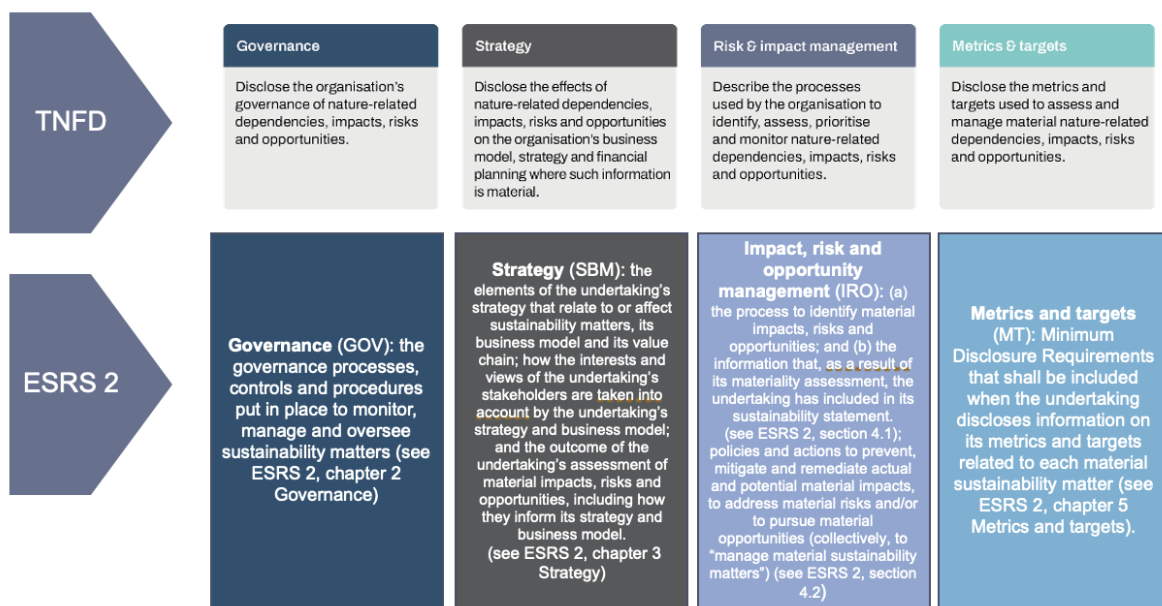 TNFD
Governance
Disclose the organisation's
governance of nature-related
dependencies, impacts, risks
and opportunities.
Strategy
Disclose the effects of
nature-related dependencies,
impacts, risks and opportunities
on the organisation's business
model, strategy and financial
planning where such information
is material.
Risk & impact management
Describe the processes
used by the organisation to
identify, assess, prioritise
and monitor nature-related
dependencies, impacts, risks
and opportunities.
Metrics & targets
Disclose the metrics and
targets used to assess and
manage material nature-related
dependencies, impacts, risks
and opportunities.
ESRS 2
Governance (GOV): the
governance processes,
controls and procedures
put in place to monitor,
manage and oversee
sustainability matters (see
ESRS 2, chapter 2
Governance)
Strategy (SBM): the
elements of the undertaking's
strategy that relate to or affect
sustainability matters, its
business model and its value
chain; how the interests and
views of the undertaking's
stakeholders are taken into
account by the undertaking's
strategy and business model;
and the outcome of the
undertaking's assessment of
material impacts, risks and
opportunities, including how
they inform its strategy and
business model.
(see ESRS 2, chapter 3
Strategy)
Impact, risk and
opportunity
management (IRO): (a)
the process to identify material
impacts, risks and
opportunities; and (b) the
information that, as a result of
its materiality assessment, the
undertaking has included in its
sustainability statement.
(see ESRS 2, section 4.1);
policies and actions to prevent,
mitigate and remediate actual
and potential material impacts,
to address material risks and/or
to pursue material
opportunities (collectively, to
"manage material sustainability
matters") (see ESRS 2, section
4.2)
Metrics and targets
(MT): Minimum
Disclosure Requirements
that shall be included
when the undertaking
discloses information on
its metrics and targets
related to each material
sustainability matter (see
ESRS 2, chapter 5
Metrics and targets).